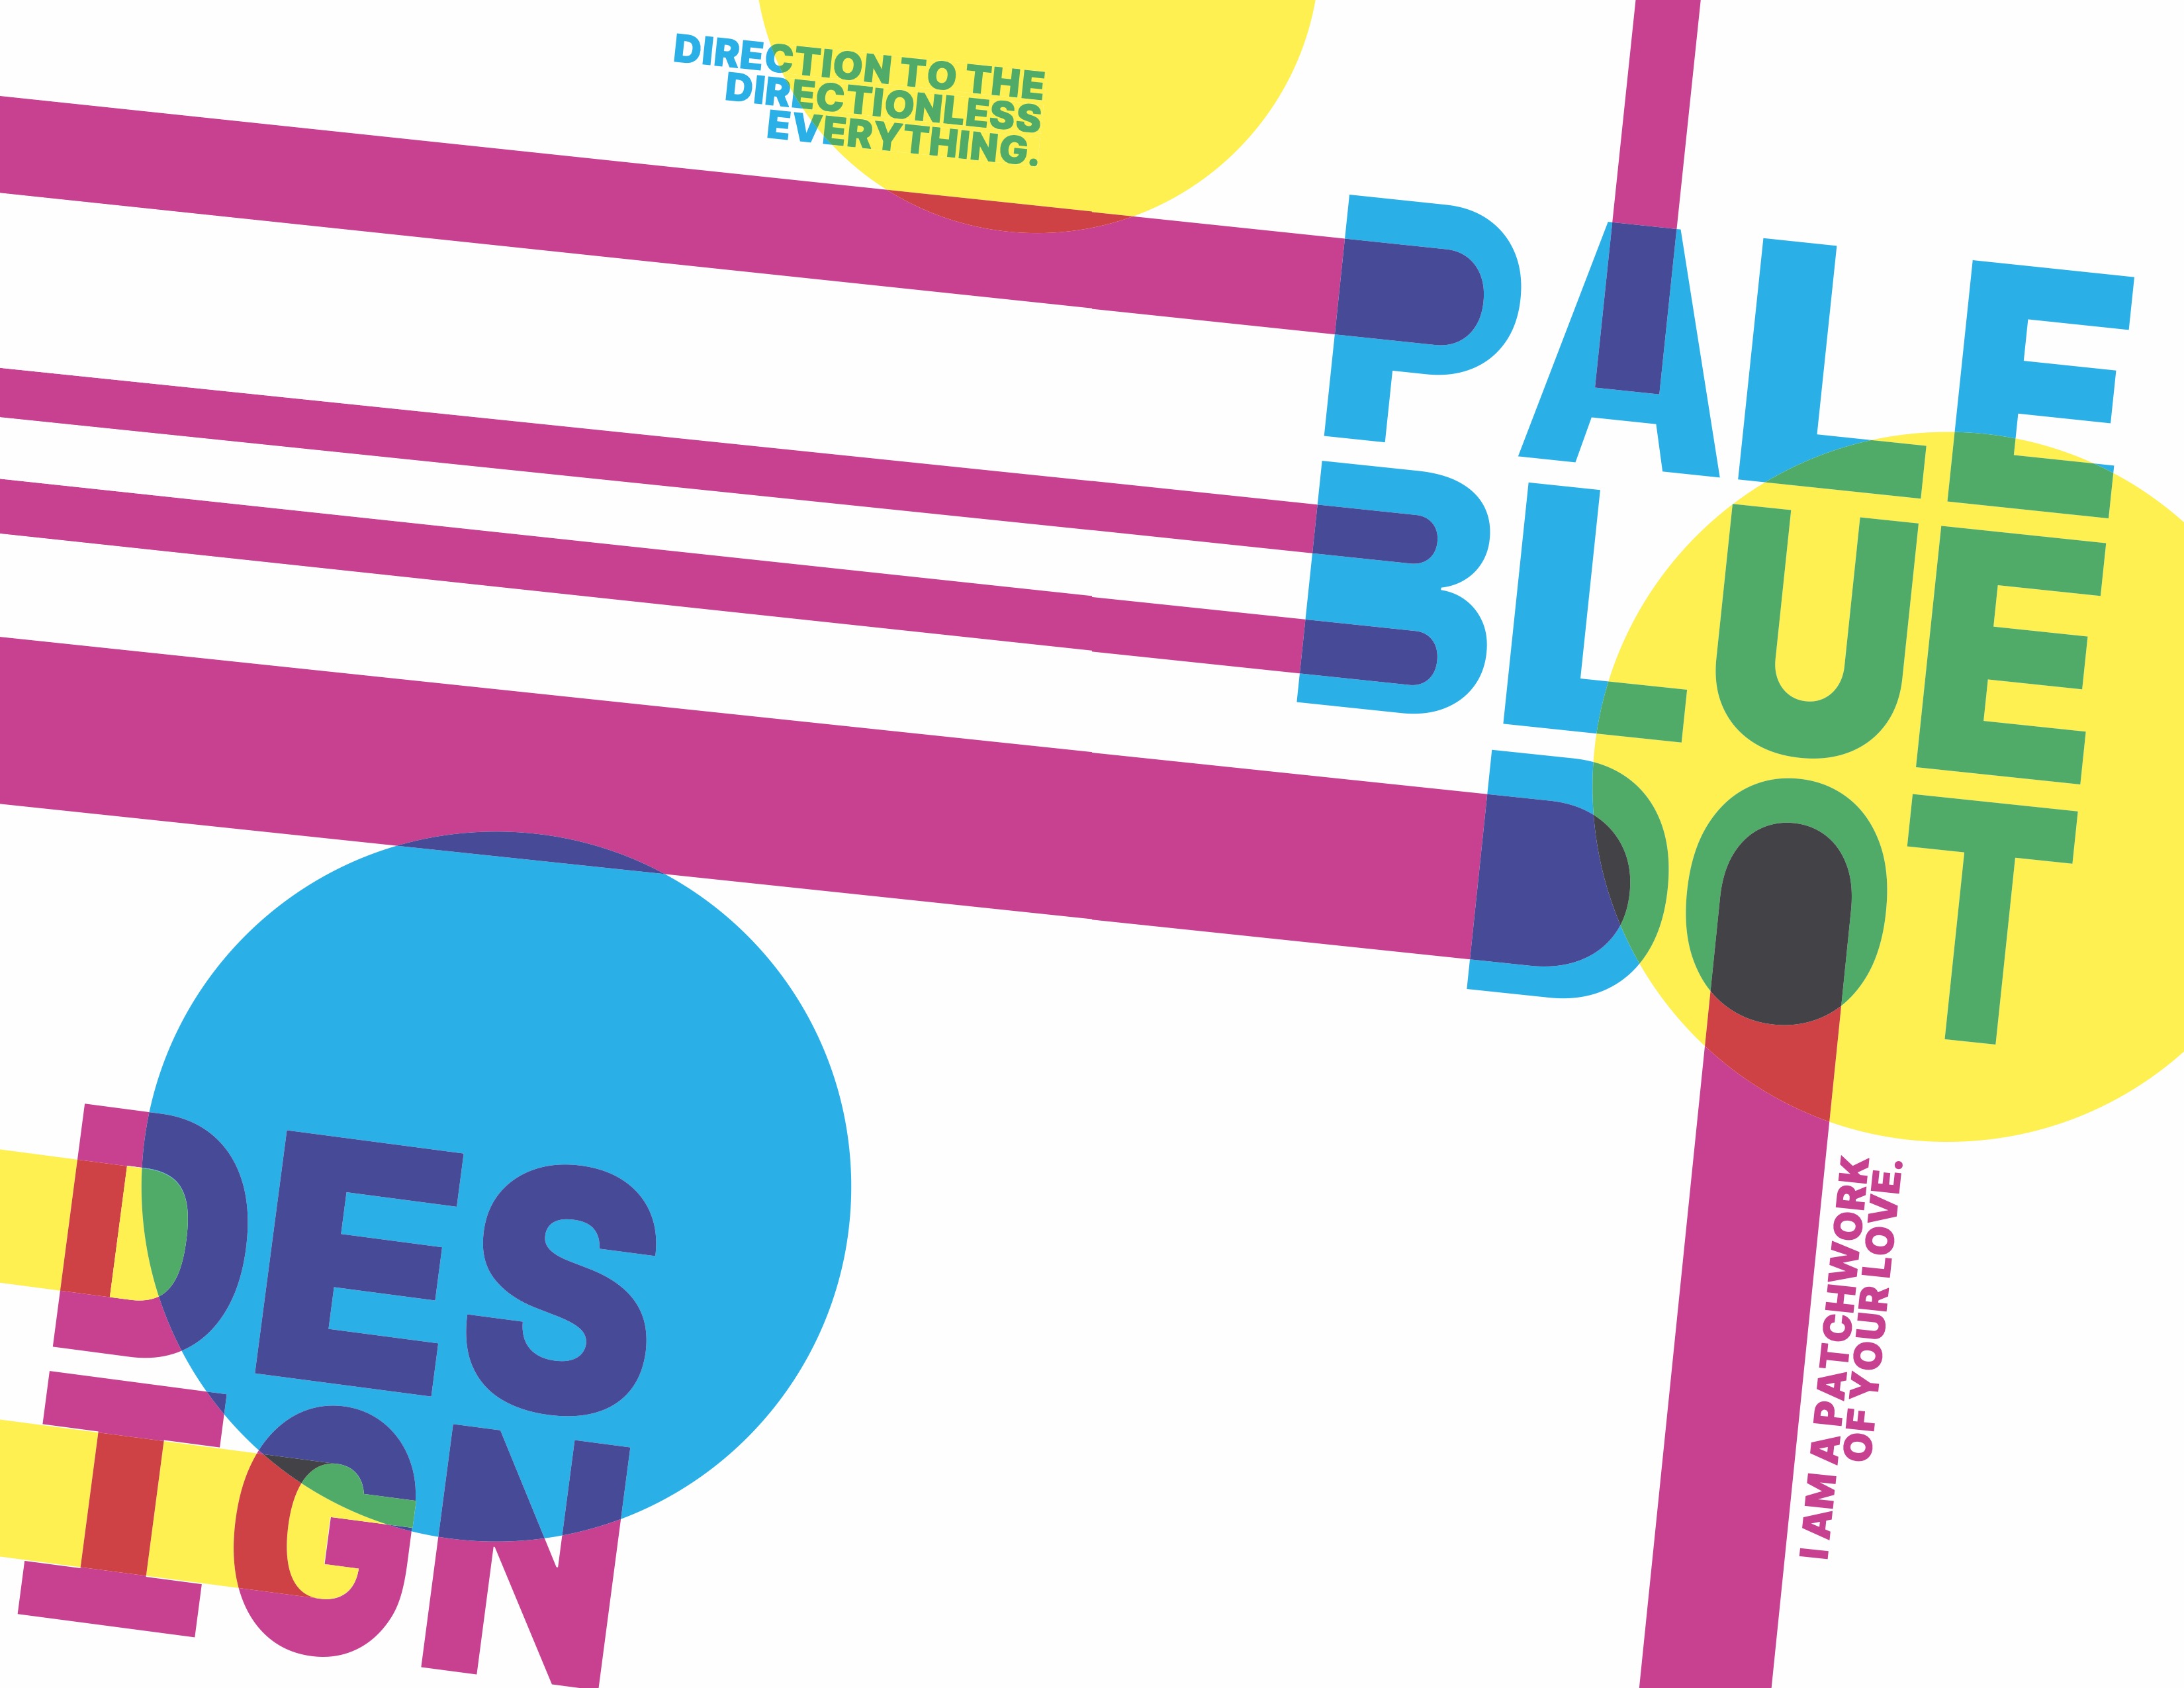 DIRECTION TO THE
DIRECTIONLESS
EVERYTHING.
PALE
BLUE
DOT
DES
IGN
I AM A PATCHWORK
OF YOUR LOVE.